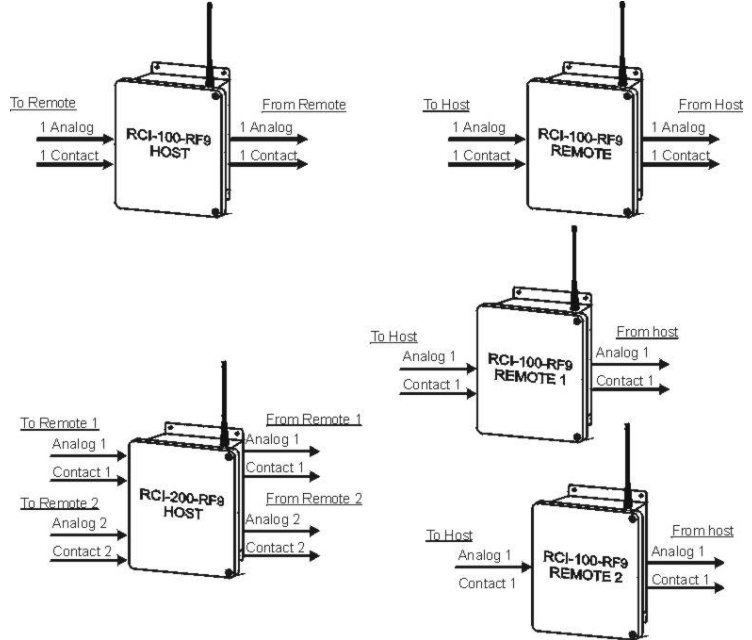 To Remote
1 Analog
1 Contact
RCI-100-RF9
HOST
From Remote
1 Analog
1 Contact
To Host
1 Analog
1 Contact
RCI-100-RF9
REMOTE
From Host
1 Analog
1 Contact
To Host
Analog 1
Contact 1
RCI-100-RF9
REMOTE 1
From host
Analog 1
Contact 1
To Remote 1
Analog 1
Contact 1
To Remote 2
Analog 2
Contact 2
RCI-200-RF9
HOST
From Remote 1
Analog 1
Contact 1
From Remote 2
Analog 2
Contact 2
To Host
Analog 1
Contact 1
RCI-100-RF9
REMOTE 2
From host
Analog 1
Contact 1